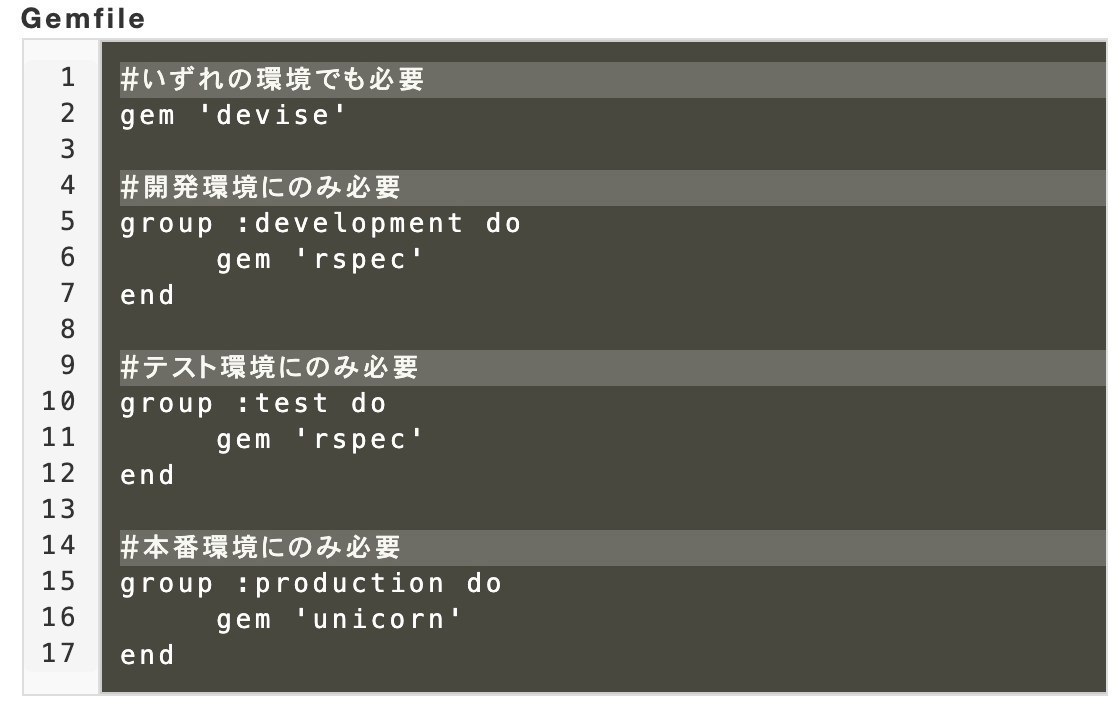 Gemfile
1 #いずれの環境でも必要
2 gem 'devise'
3
4 #開発環境にのみ必要
5 group :development do
6 gem 'rspec'
7 end
8
9 #テスト環境にのみ必要
10 group :test do
11 gem 'rspec'
12 end
13
14 #本番環境にのみ必要
15 group :production do
16 gem 'unicorn'
17 end